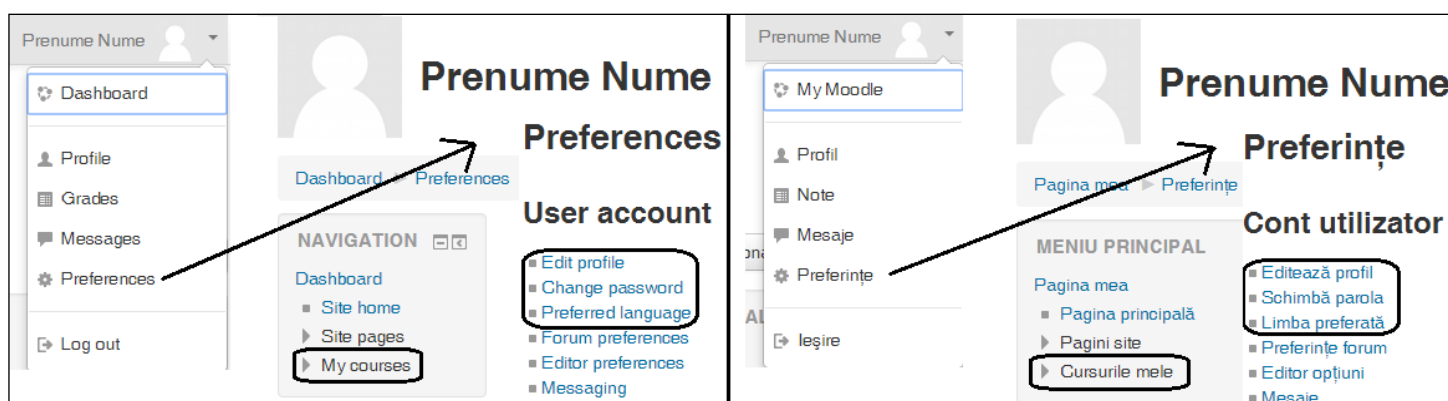 Prenume Nume
Dashboard
Profile
Grades
Messages
Preferences
Log out
Prenume Nume
Preferences
Dashboard Preferences
NAVIGATION
Dashboard
Site home
Site pages
My courses
User account
Edit profile
Change password
Preferred language
Forum preferences
Editor preferences
Messaging
Prenume Nume
My Moodle
Profil
Note
Mesaje
Preferințe
Ieşire
Prenume Nume
Preferințe
Pagina mea Preferințe
MENIU PRINCIPAL
Pagina mea
Pagina principală
Pagini site
Cursurile mele
Cont utilizator
Editează profil
Schimbă parola
Limba preferată
Preferințe forum
Editor opțiuni
Mesaje